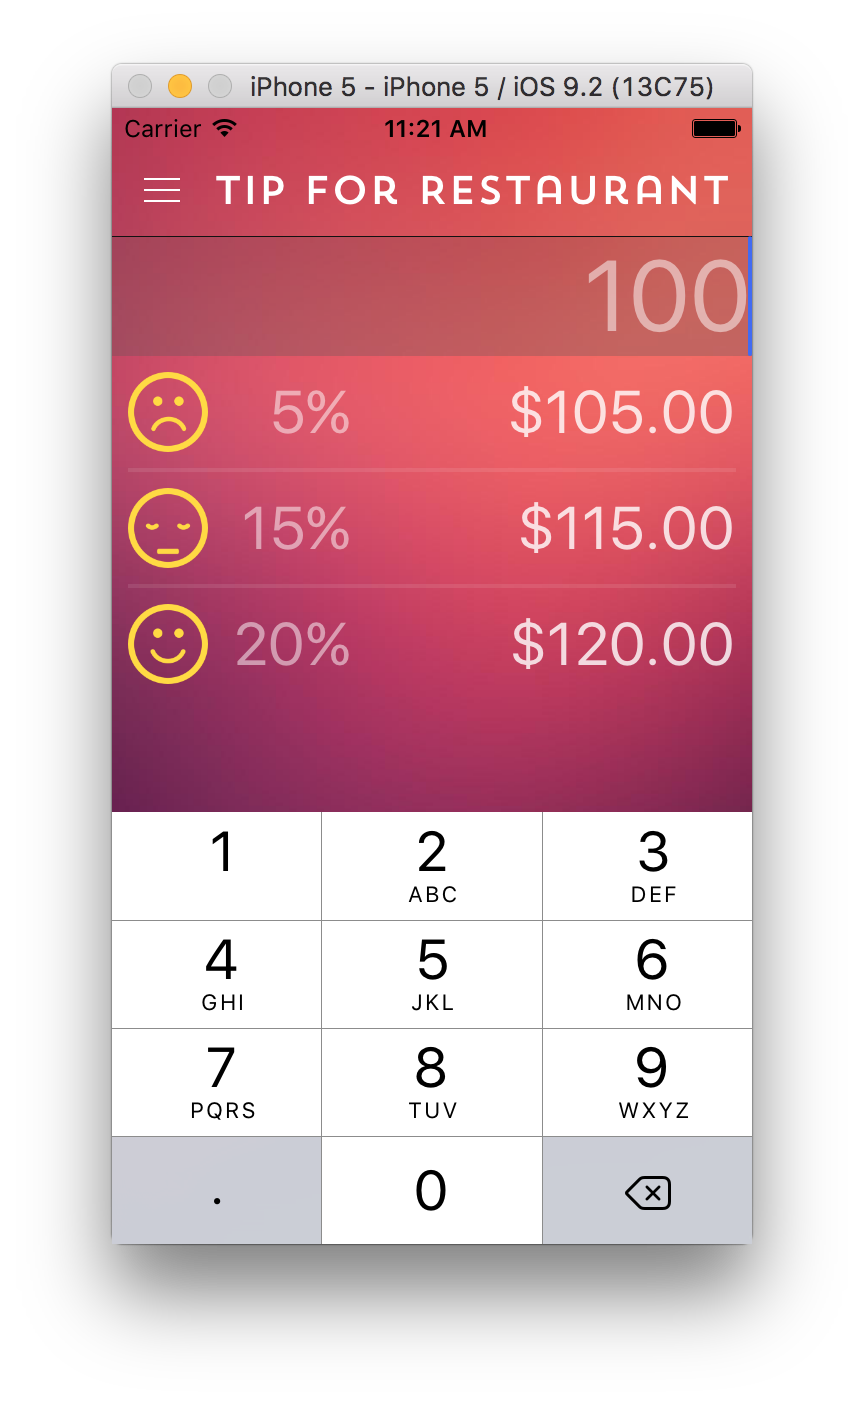 iPhone 5 - iPhone 5 / iOS 9.2 (13C75)
Carrier 11:21 AM
TIP FOR RESTAURANT
100
5% $105.00
15% $115.00
20% $120.00
1 2 3
ABC DEF
4 5 6
GHI JKL MNO
7 8 9
PQRS TUV WXYZ
. 0